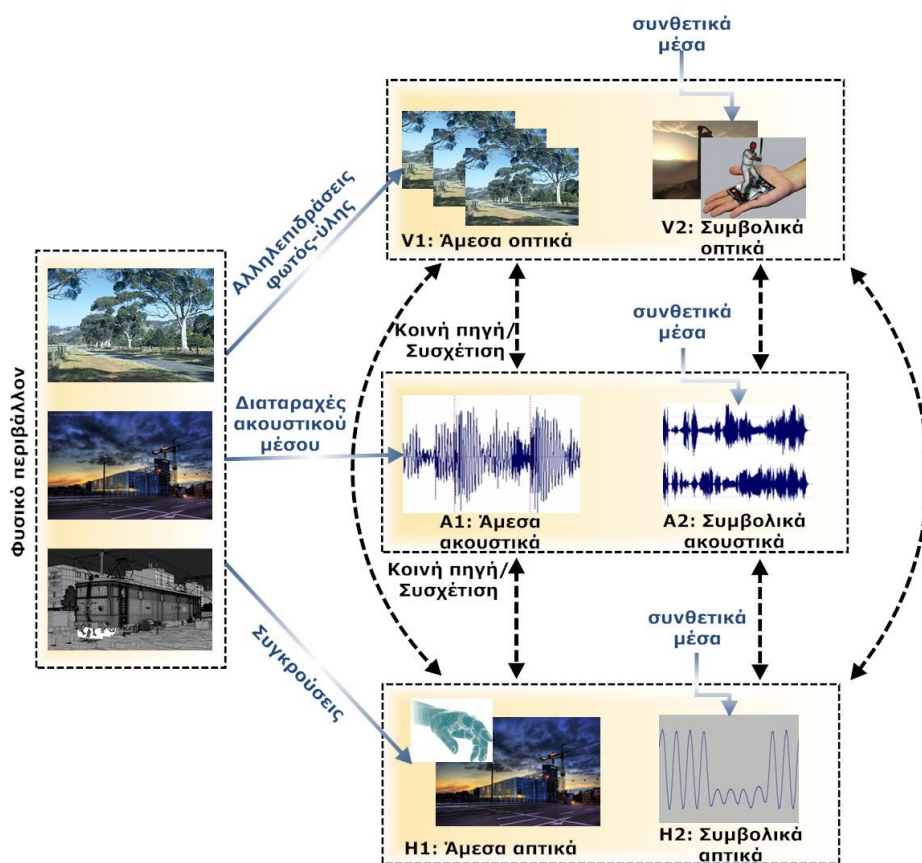 συνθετικά
μέσα
Αλληλεπιδράσεις
φωτός-ύλης
V1: Άμεσα οπτικά
V2: Συμβολικά
οπτικά
Φυσικό περιβάλλον
Κοινή πηγή/
Συσχέτιση
συνθετικά
μέσα
Διαταραχές
ακουστικού
μέσου
A1: Άμεσα
ακουστικά
A2: Συμβολικά
ακουστικά
Κοινή πηγή/
Συσχέτιση
συνθετικά
μέσα
Συγκρούσεις
H1: Άμεσα απτικά
H2: Συμβολικά
απτικά